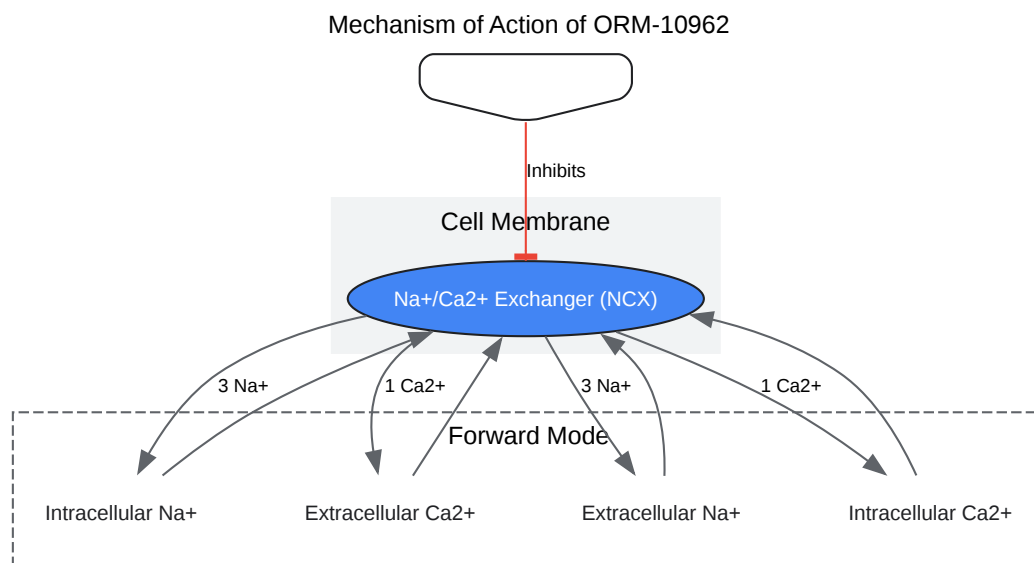 Mechanism of Action of ORM-10962
Inhibits
Cell Membrane
Na+/Ca2+ Exchanger (NCX)
3 Na+
1 Ca2+
3 Na+
1 Ca2+
Forward Mode
Intracellular Na+
Extracellular Ca2+
Extracellular Na+
Intracellular Ca2+